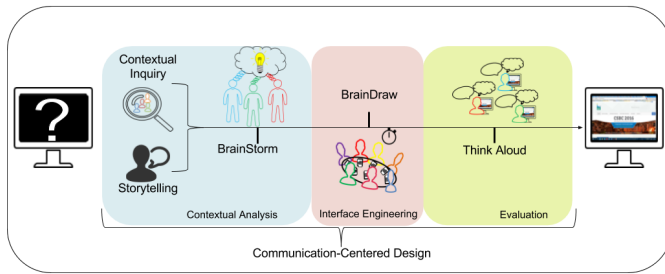 Contextual
Inquiry
?
Storytelling
BrainStorm
BrainDraw
Think Aloud
Contextual Analysis
Interface Engineering
Evaluation
Communication-Centered Design